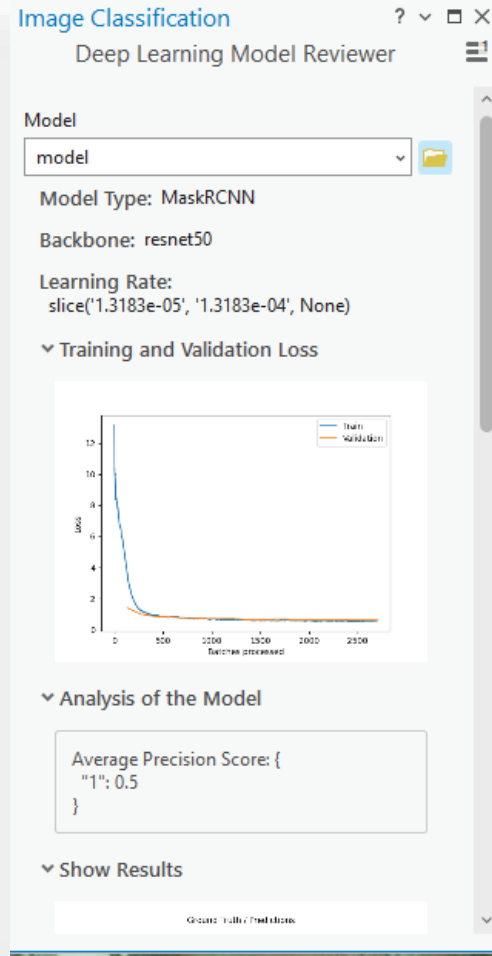 Image Classification
Deep Learning Model Reviewer
Model
model
Model Type: MaskRCNN
Backbone: resnet50
Learning Rate:
slice('1.3183e-05', '1.3183e-04', None)
Training and Validation Loss
Train
Validation
12
10
8
6
4
2
0
Loss
0 500 1000 1500 2000 2500
Batches processed
Analysis of the Model
Average Precision Score: {
"1": 0.5
}
Show Results
Ground Truth / Predictions